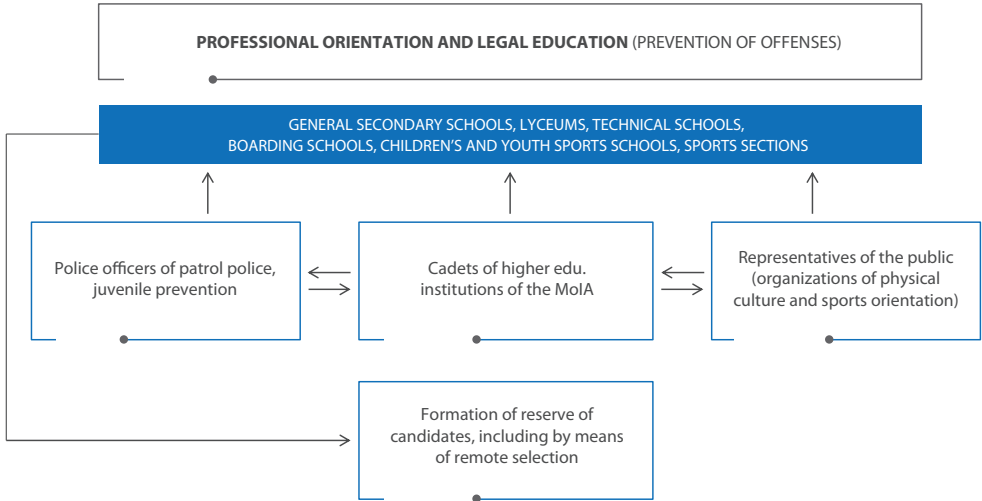 PROFESSIONAL ORIENTATION AND LEGAL EDUCATION (PREVENTION OF OFFENSES)
GENERAL SECONDARY SCHOOLS, LYCEUMS, TECHNICAL SCHOOLS,
BOARDING SCHOOLS, CHILDREN'S AND YOUTH SPORTS SCHOOLS, SPORTS SECTIONS
Police officers of patrol police,
juvenile prevention
Cadets of higher edu.
institutions of the MoIA
Representatives of the public
(organizations of physical
culture and sports orientation)
Formation of reserve of
candidates, including by means
of remote selection